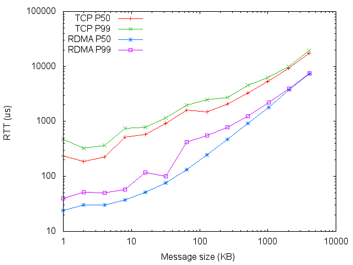 100000
TCP P50
TCP P99
RDMA P50
RDMA P99
10000
1000
100
10
RTT (us)
1 10 100 1000 10000
Message size (KB)